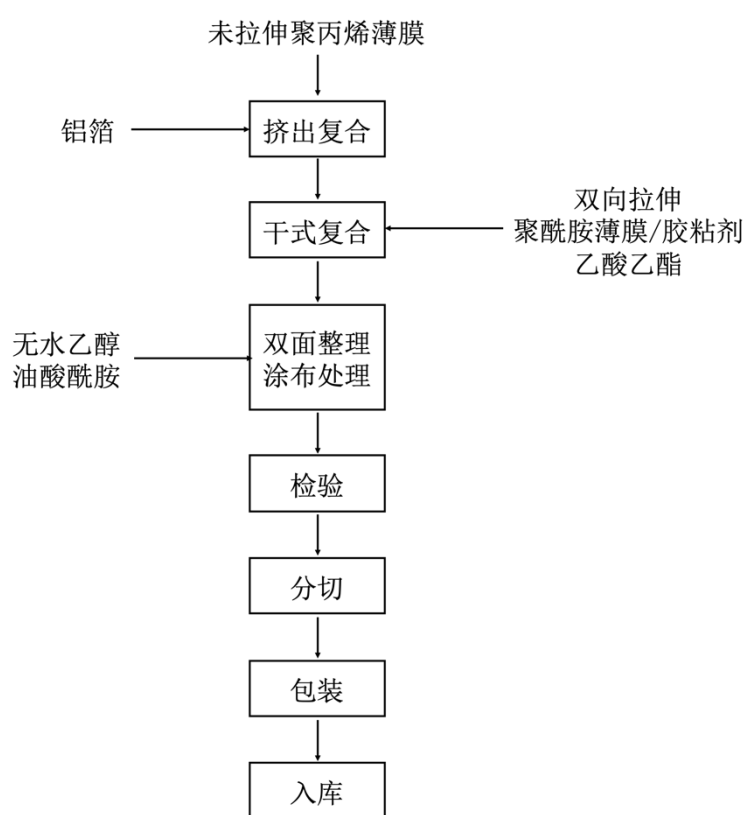 未拉伸聚丙烯薄膜
铝箔
挤出复合
双向拉伸
聚酰胺薄膜/胶粘剂
乙酸乙酯
干式复合
无水乙醇
油酸酰胺
双面整理
涂布处理
检验
分切
包装
入库